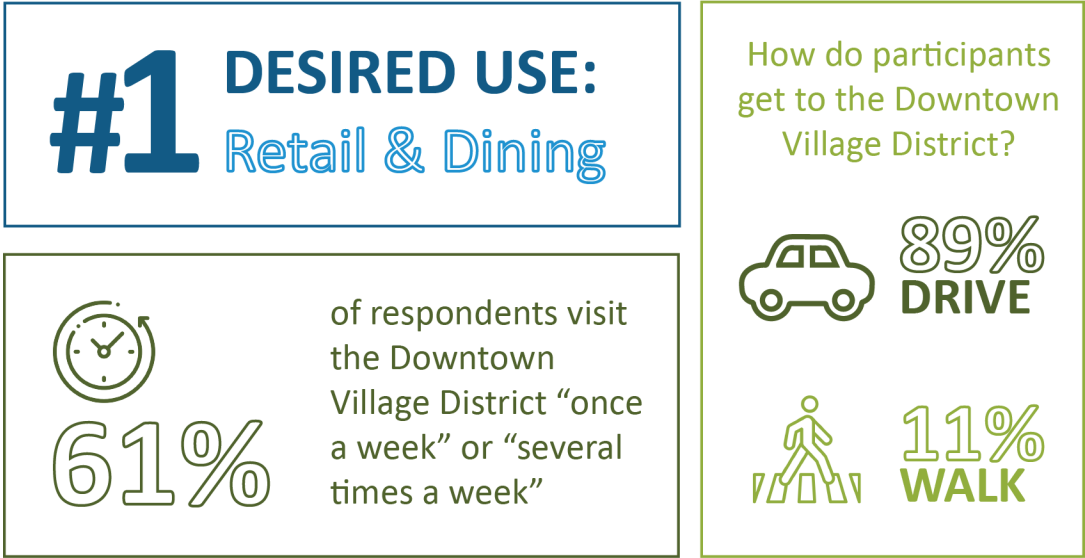 #1
DESIRED USE:
Retail & Dining
61%
of respondents visit
the Downtown
Village District “once
a week” or “several
times a week”
How do participants
get to the Downtown
Village District?
89%
DRIVE
11%
WALK